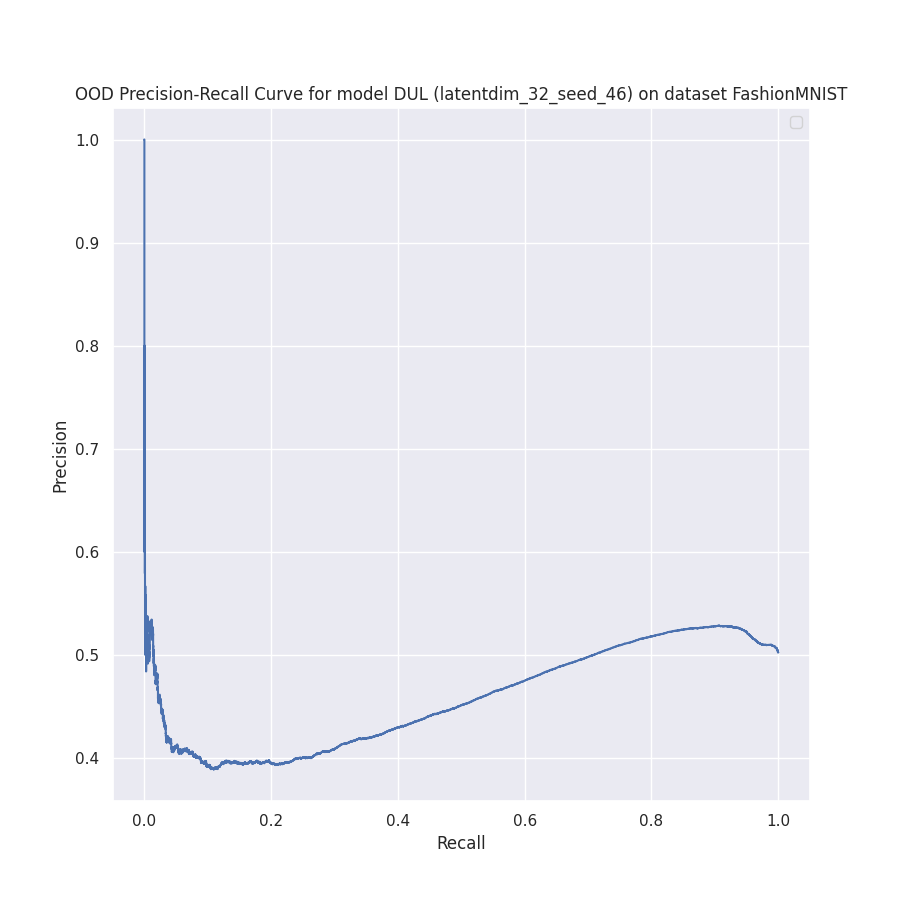 OOD Precision-Recall Curve for model DUL (latentdim_32_seed_46) on dataset FashionMNIST
1.0
0.9
0.8
0.7
0.6
0.5
0.4
Precision
0.0 0.2 0.4 0.6 0.8 1.0
Recall